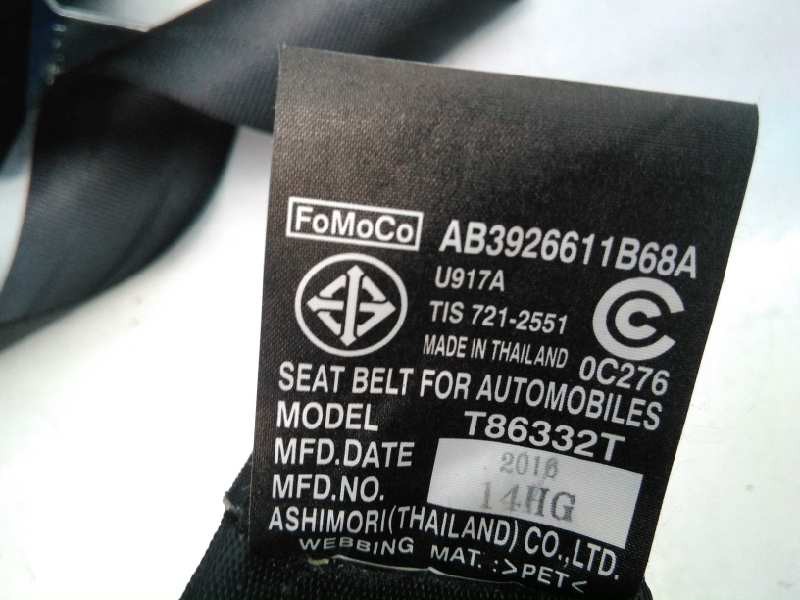 FoMoCo AB3926611B68A
U917A
TIS 721-2551
MADE IN THAILAND 0C276
SEAT BELT FOR AUTOMOBILES
MODEL T86332T
MFD.DATE 2016
MFD.NO. 14HG
ASHIMORI(THAILAND) CO.,LTD.
WEBBING MAT. :>PET<